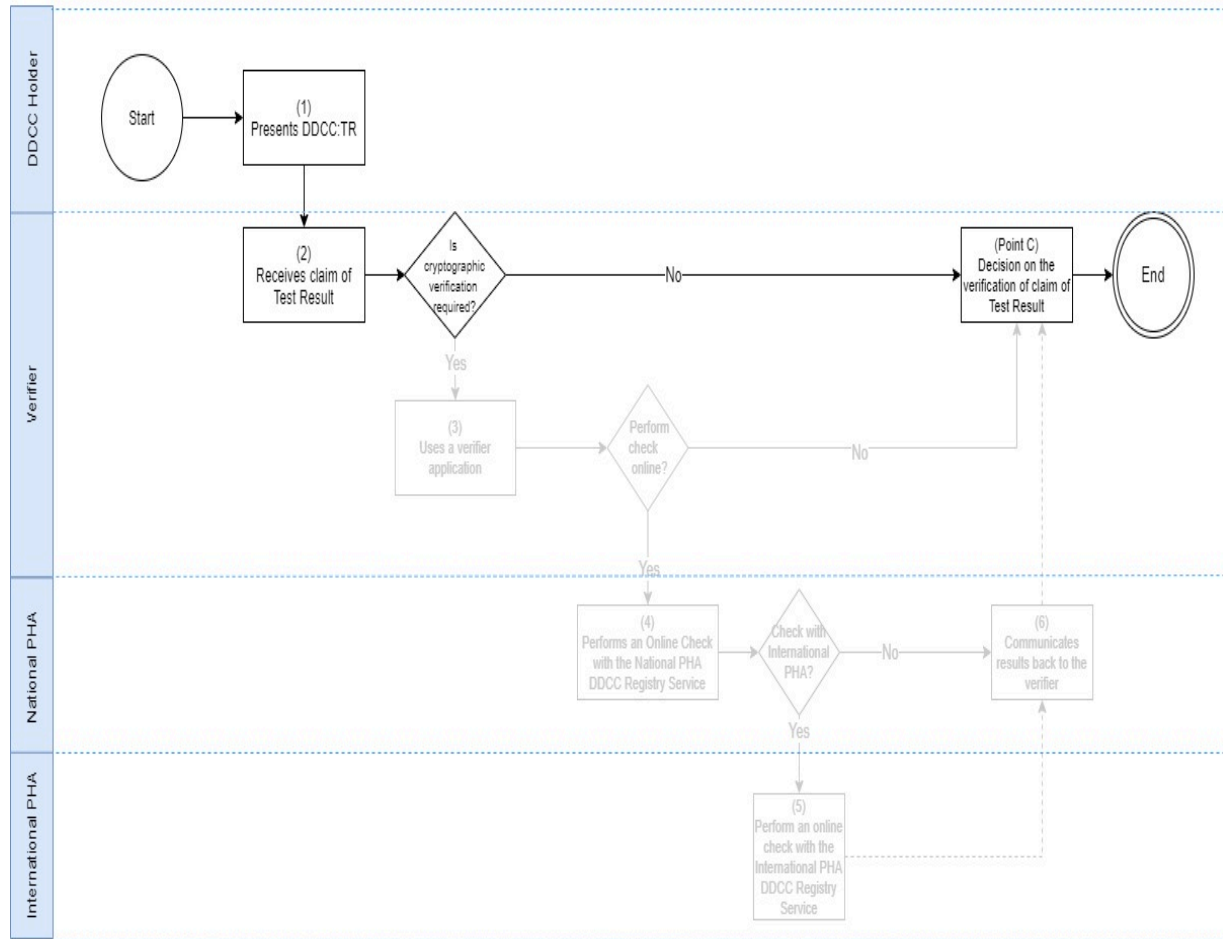 DDCC Holder
Start
(1)
Presents DDCC:TR
Verifier
(2)
Receives claim of
Test Result
Is
cryptographic
verification
required?
No
(Point C)
Decision on the
verification of claim of
Test Result
End
Yes
(3)
Uses a verifier
application
Perform
check
online?
No
Yes
National PHA
(4)
Performs an Online Check
with the National PHA
DDCC Registry Service
Check with
International
PHA?
No
(6)
Communicates
results back to the
verifier
Yes
International PHA
(5)
Perform an online
check with the
International PHA
DDCC Registry
Service